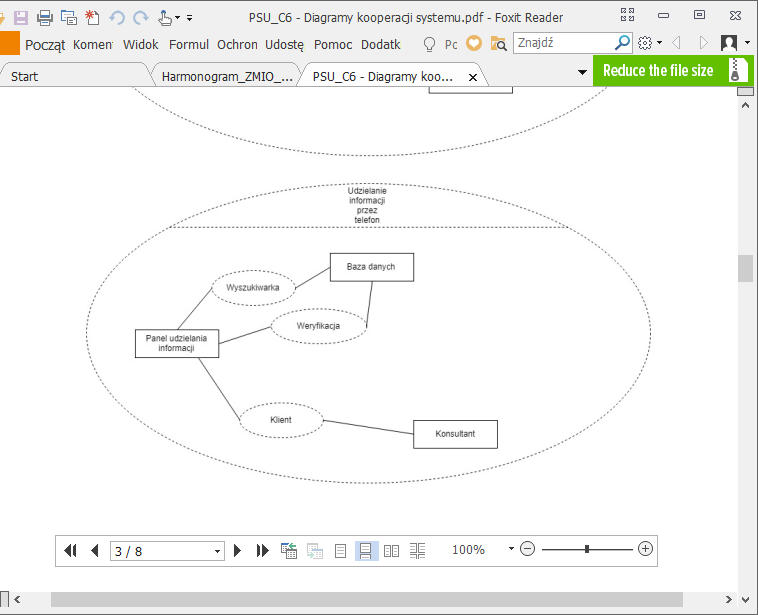 PSU_C6 - Diagramy kooperacji systemu.pdf - Foxit Reader
Począt Komen Widok Formul Ochron Udostę Pomoc Dodatk Pc Znajdź
Start Harmonogram_ZMIO_... PSU_C6 - Diagramy koo... Reduce the file size
Udzielanie
informacji
przez
telefon
Baza danych
Wyszukiwarka
Weryfikacja
Panel udzielania
informacji
Klient
Konsultant
3 / 8 100%